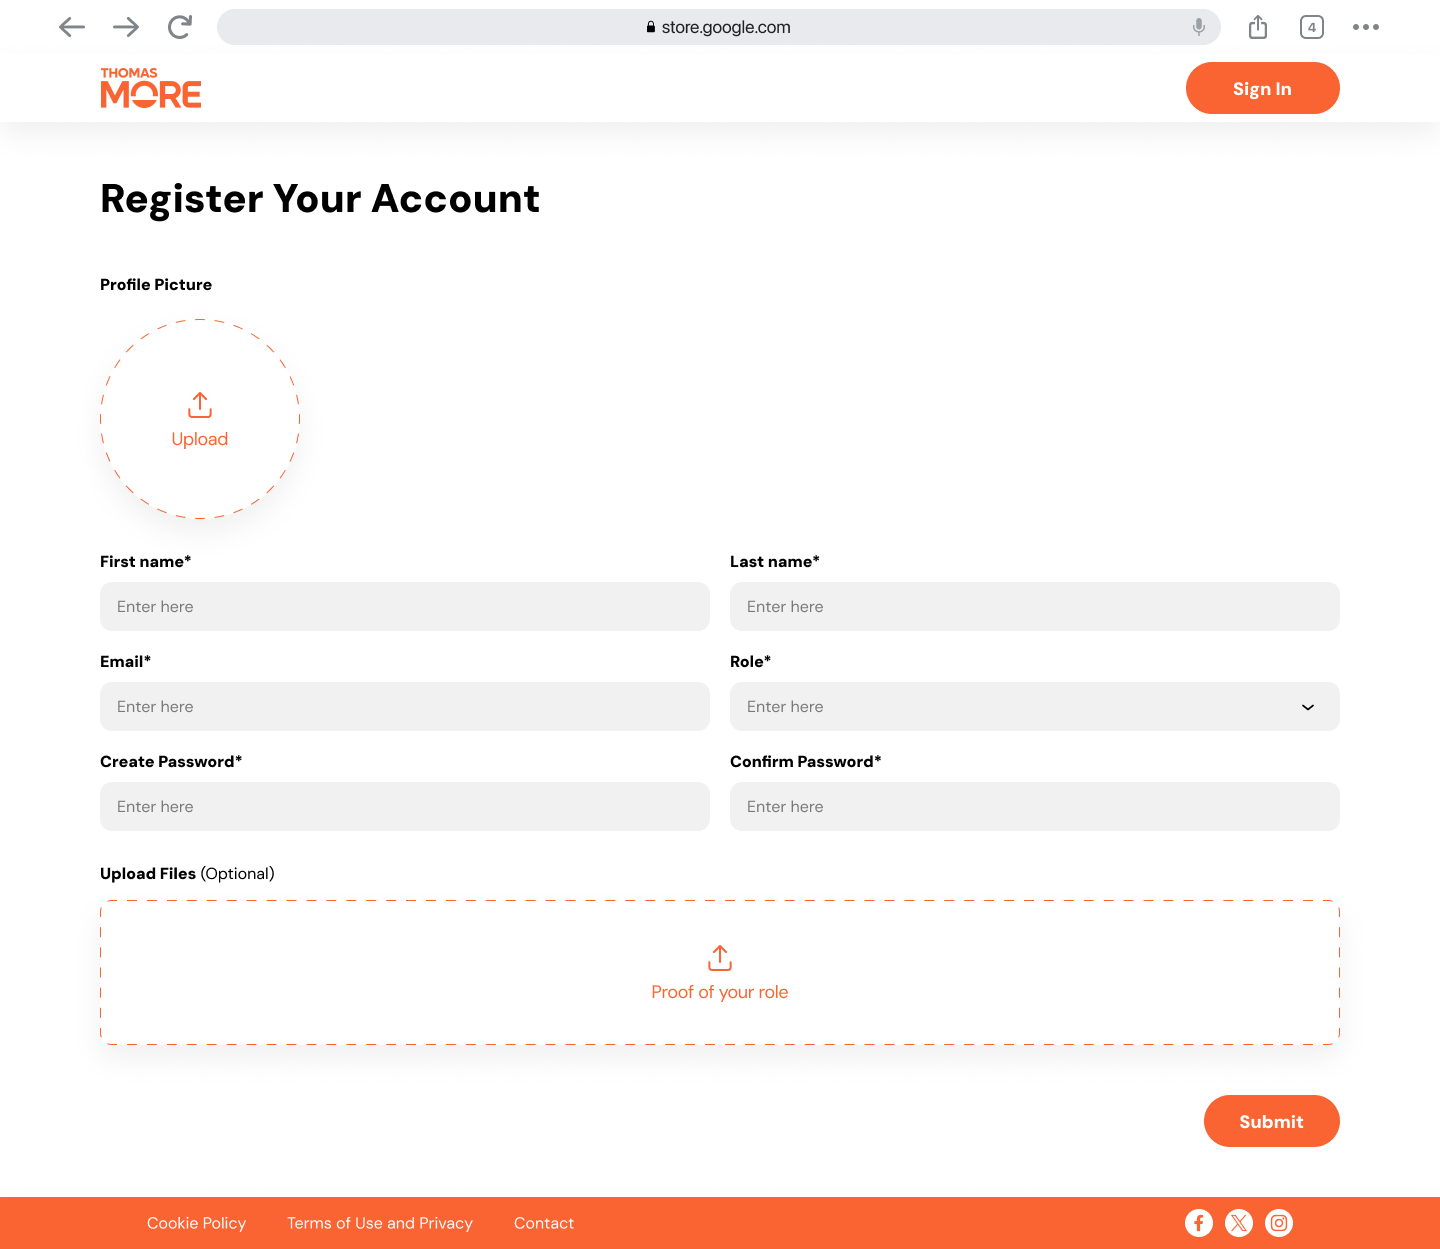 store.google.com
4
THOMAS
MORE
Sign In
Register Your Account
Profile Picture
Upload
First name*
Last name*
Enter here
Enter here
Email*
Role*
Enter here
Enter here
Create Password*
Confirm Password*
Enter here
Enter here
Upload Files (Optional)
Proof of your role
Submit
Cookie Policy
Terms of Use and Privacy
Contact